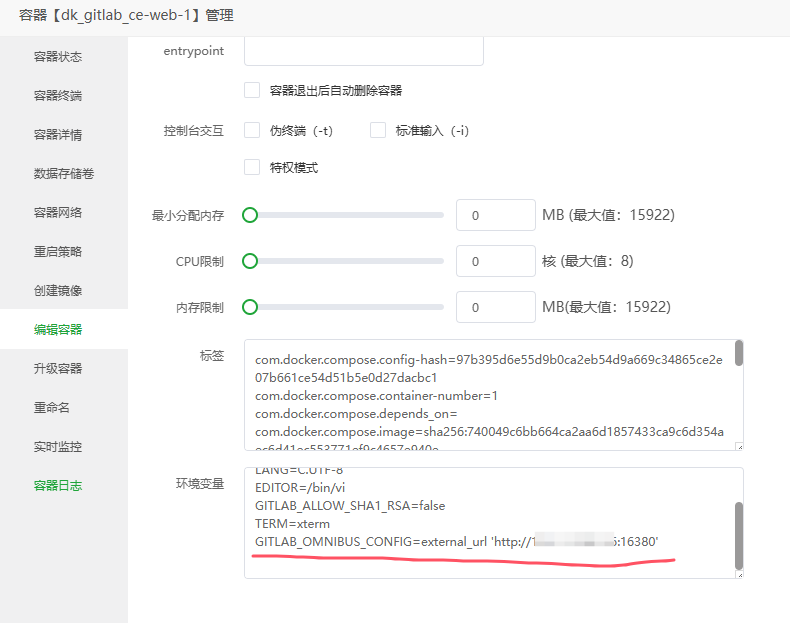 容器【dk_gitlab_ce-web-1】管理
容器状态
容器终端
容器详情
数据存储卷
容器网络
重启策略
创建镜像
编辑容器
升级容器
重命名
实时监控
容器日志
entrypoint
容器退出后自动删除容器
控制台交互 伪终端（-t） 标准输入（-i）
特权模式
最小分配内存 0 MB (最大值：15922)
CPU限制 0 核 (最大值：8)
内存限制 0 MB(最大值：15922)
标签
com.docker.compose.config-hash=97b395d6e55d9b0ca2eb54d9a669c34865ce2e
07b661ce54d51b5e0d27dacbc1
com.docker.compose.container-number=1
com.docker.compose.depends_on=
com.docker.compose.image=sha256:740049c6bb664ca2aa6d1857433ca9c6d354a
环境变量
LANG=C.UTF-8
EDITOR=/bin/vi
GITLAB_ALLOW_SHA1_RSA=false
TERM=xterm
GITLAB_OMNIBUS_CONFIG=external_url 'http://1 :16380'